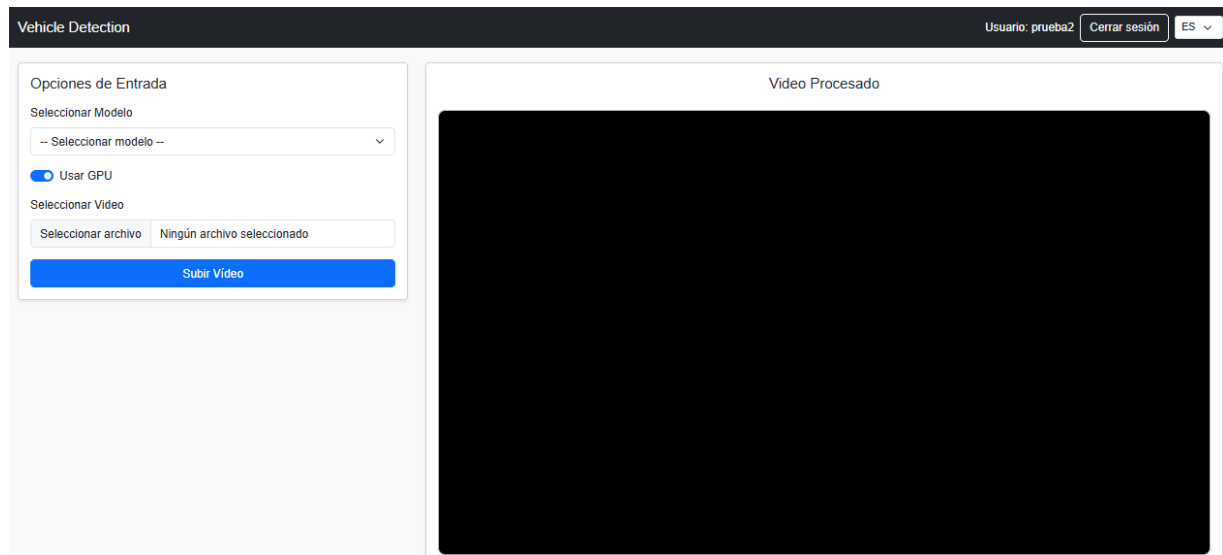 Vehicle Detection
Usuario: prueba2 Cerrar sesión ES
Opciones de Entrada
Seleccionar Modelo
-- Seleccionar modelo --
Usar GPU
Seleccionar Video
Seleccionar archivo Ningún archivo seleccionado
Subir Vídeo
Video Procesado